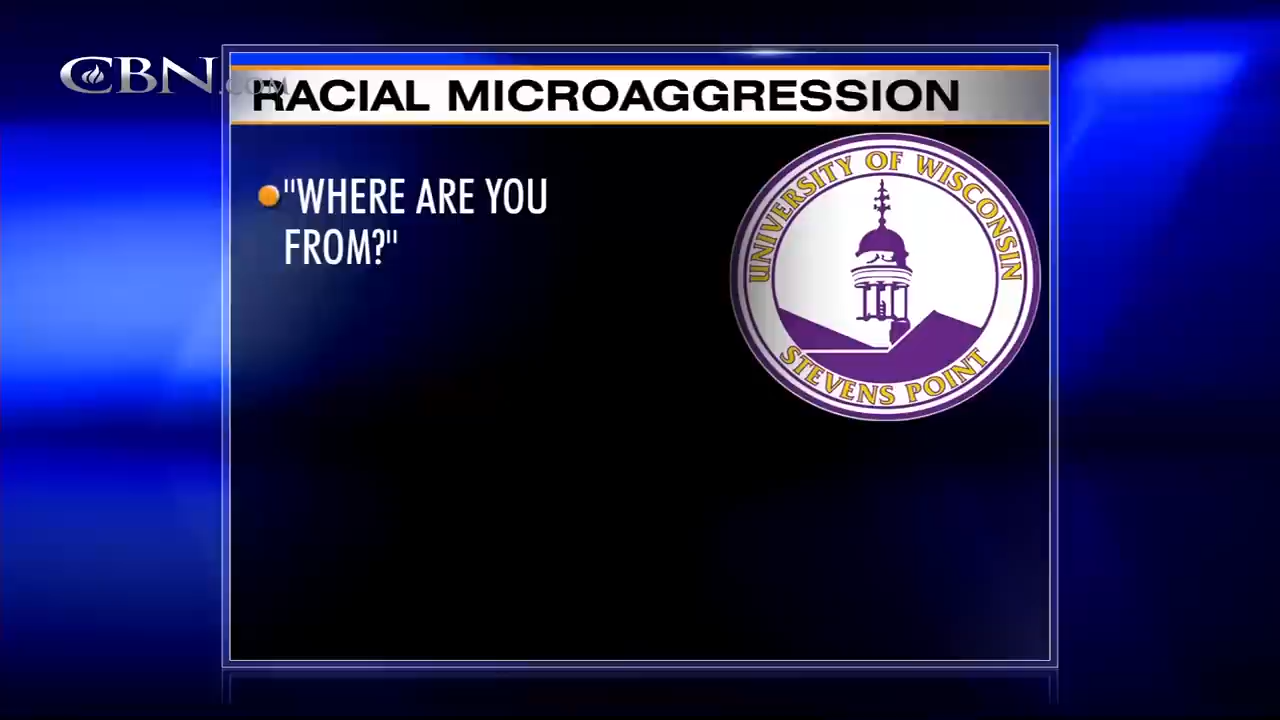 CBN.COM
RACIAL MICROAGGRESSION
"WHERE ARE YOU
FROM?"
UNIVERSITY OF WISCONSIN
STEVENS POINT